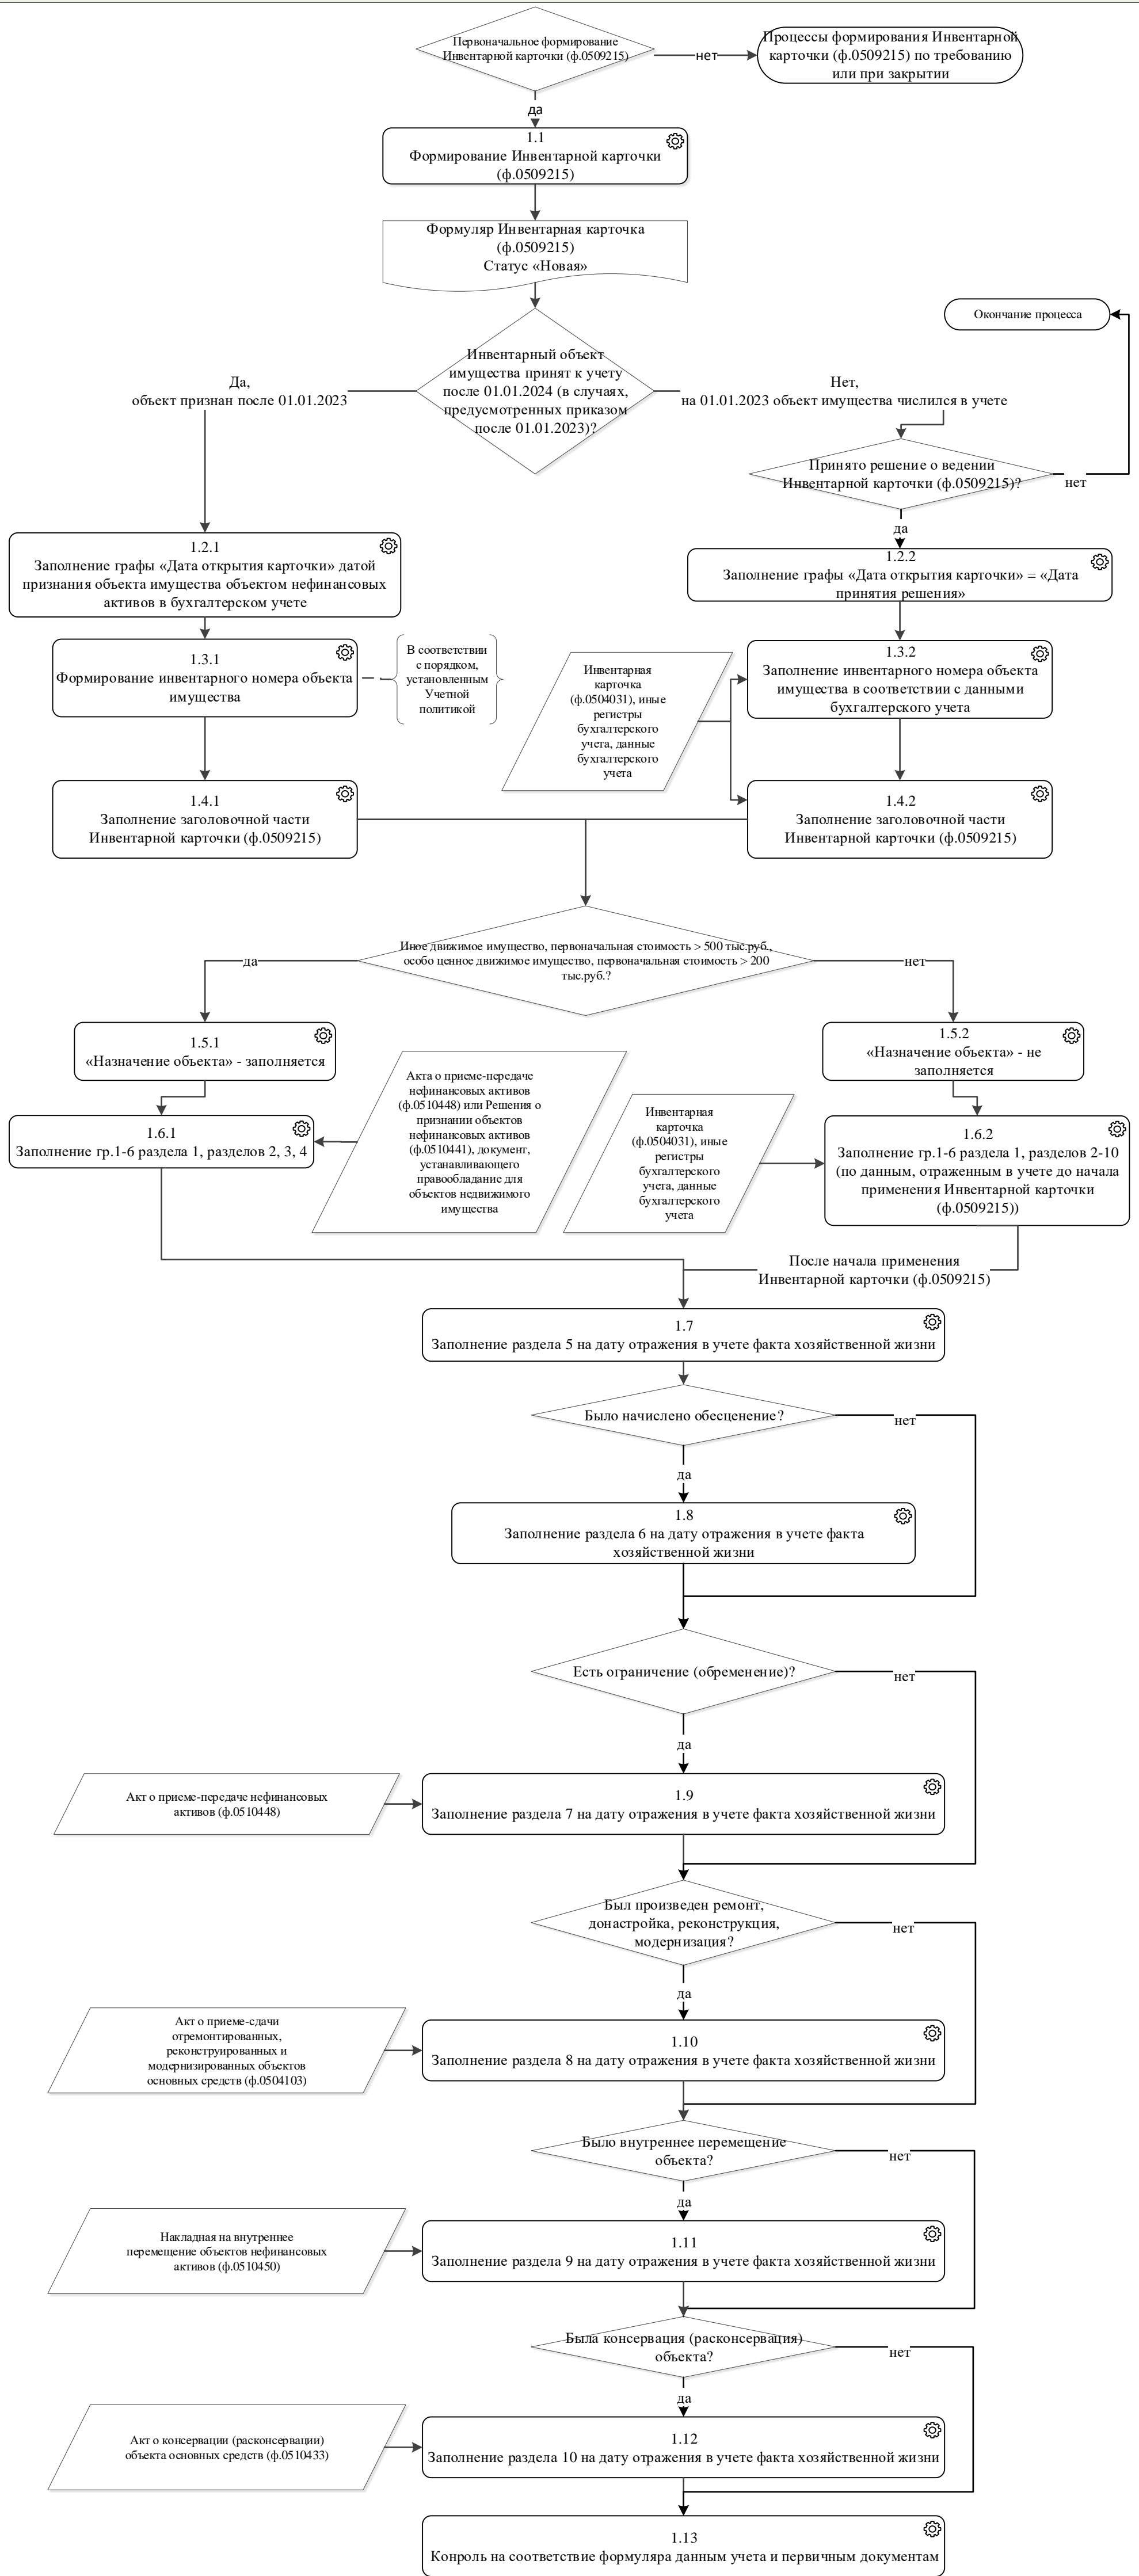 Первоначальное формирование
Инвентарной карточки (ф.0509215)
нет
Процессы формирования Инвентарной
карточки (ф.0509215) по требованию
или при закрытии
да
1.1
Формирование Инвентарной карточки
(ф.0509215)
Формуляр Инвентарная карточка
(ф.0509215)
Статус «Новая»
Окончание процесса
Инвентарный объект
имущества принят к учету
после 01.01.2024 (в случаях,
предусмотренных приказом
после 01.01.2023)?
Да,
объект признан после 01.01.2023
Нет,
на 01.01.2023 объект имущества числился в учете
Принято решение о ведении
Инвентарной карточки (ф.0509215)?
нет
да
1.2.1
Заполнение графы «Дата открытия карточки» датой
признания объекта имущества объектом нефинансовых
активов в бухгалтерском учете
1.2.2
Заполнение графы «Дата открытия карточки» = «Дата
принятия решения»
1.3.1
Формирование инвентарного номера объекта
имущества
В соответствии
с порядком,
установленным
Учетной
политикой
Инвентарная
карточка
(ф.0504031), иные
регистры
бухгалтерского
учета, данные
бухгалтерского
учета
1.3.2
Заполнение инвентарного номера объекта
имущества в соответствии с данными
бухгалтерского учета
1.4.1
Заполнение заголовочной части
Инвентарной карточки (ф.0509215)
1.4.2
Заполнение заголовочной части
Инвентарной карточки (ф.0509215)
Иное движимое имущество, первоначальная стоимость > 500 тыс.руб.,
особо ценное движимое имущество, первоначальная стоимость > 200
тыс.руб.?
да
нет
1.5.1
«Назначение объекта» - заполняется
1.5.2
«Назначение объекта» - не
заполняется
Акта о приеме-передаче
нефинансовых активов
(ф.0510448) или Решения о
признании объектов
нефинансовых активов
(ф.0510441), документ,
устанавливающего
правообладание для
объектов недвижимого
имущества
Инвентарная
карточка
(ф.0504031), иные
регистры
бухгалтерского
учета, данные
бухгалтерского
учета
1.6.1
Заполнение гр.1-6 раздела 1, разделов 2, 3, 4
1.6.2
Заполнение гр.1-6 раздела 1, разделов 2-10
(по данным, отраженным в учете до начала
применения Инвентарной карточки
(ф.0509215))
После начала применения
Инвентарной карточки (ф.0509215)
1.7
Заполнение раздела 5 на дату отражения в учете факта хозяйственной жизни
Было начислено обесценение?
нет
да
1.8
Заполнение раздела 6 на дату отражения в учете факта
хозяйственной жизни
Есть ограничение (обременение)?
нет
да
Акт о приеме-передаче нефинансовых
активов (ф.0510448)
1.9
Заполнение раздела 7 на дату отражения в учете факта хозяйственной жизни
Был произведен ремонт,
донастройка, реконструкция,
модернизация?
нет
да
Акт о приеме-сдачи
отремонтированных,
реконструированных и
модернизированных объектов
основных средств (ф.0504103)
1.10
Заполнение раздела 8 на дату отражения в учете факта хозяйственной жизни
Было внутреннее перемещение
объекта?
нет
да
Накладная на внутреннее
перемещение объектов нефинансовых
активов (ф.0510450)
1.11
Заполнение раздела 9 на дату отражения в учете факта хозяйственной жизни
Была консервация (расконсервация)
объекта?
нет
да
Акт о консервации (расконсервации)
объекта основных средств (ф.0510433)
1.12
Заполнение раздела 10 на дату отражения в учете факта хозяйственной жизни
1.13
Конроль на соответствие формуляра данным учета и первичным документам